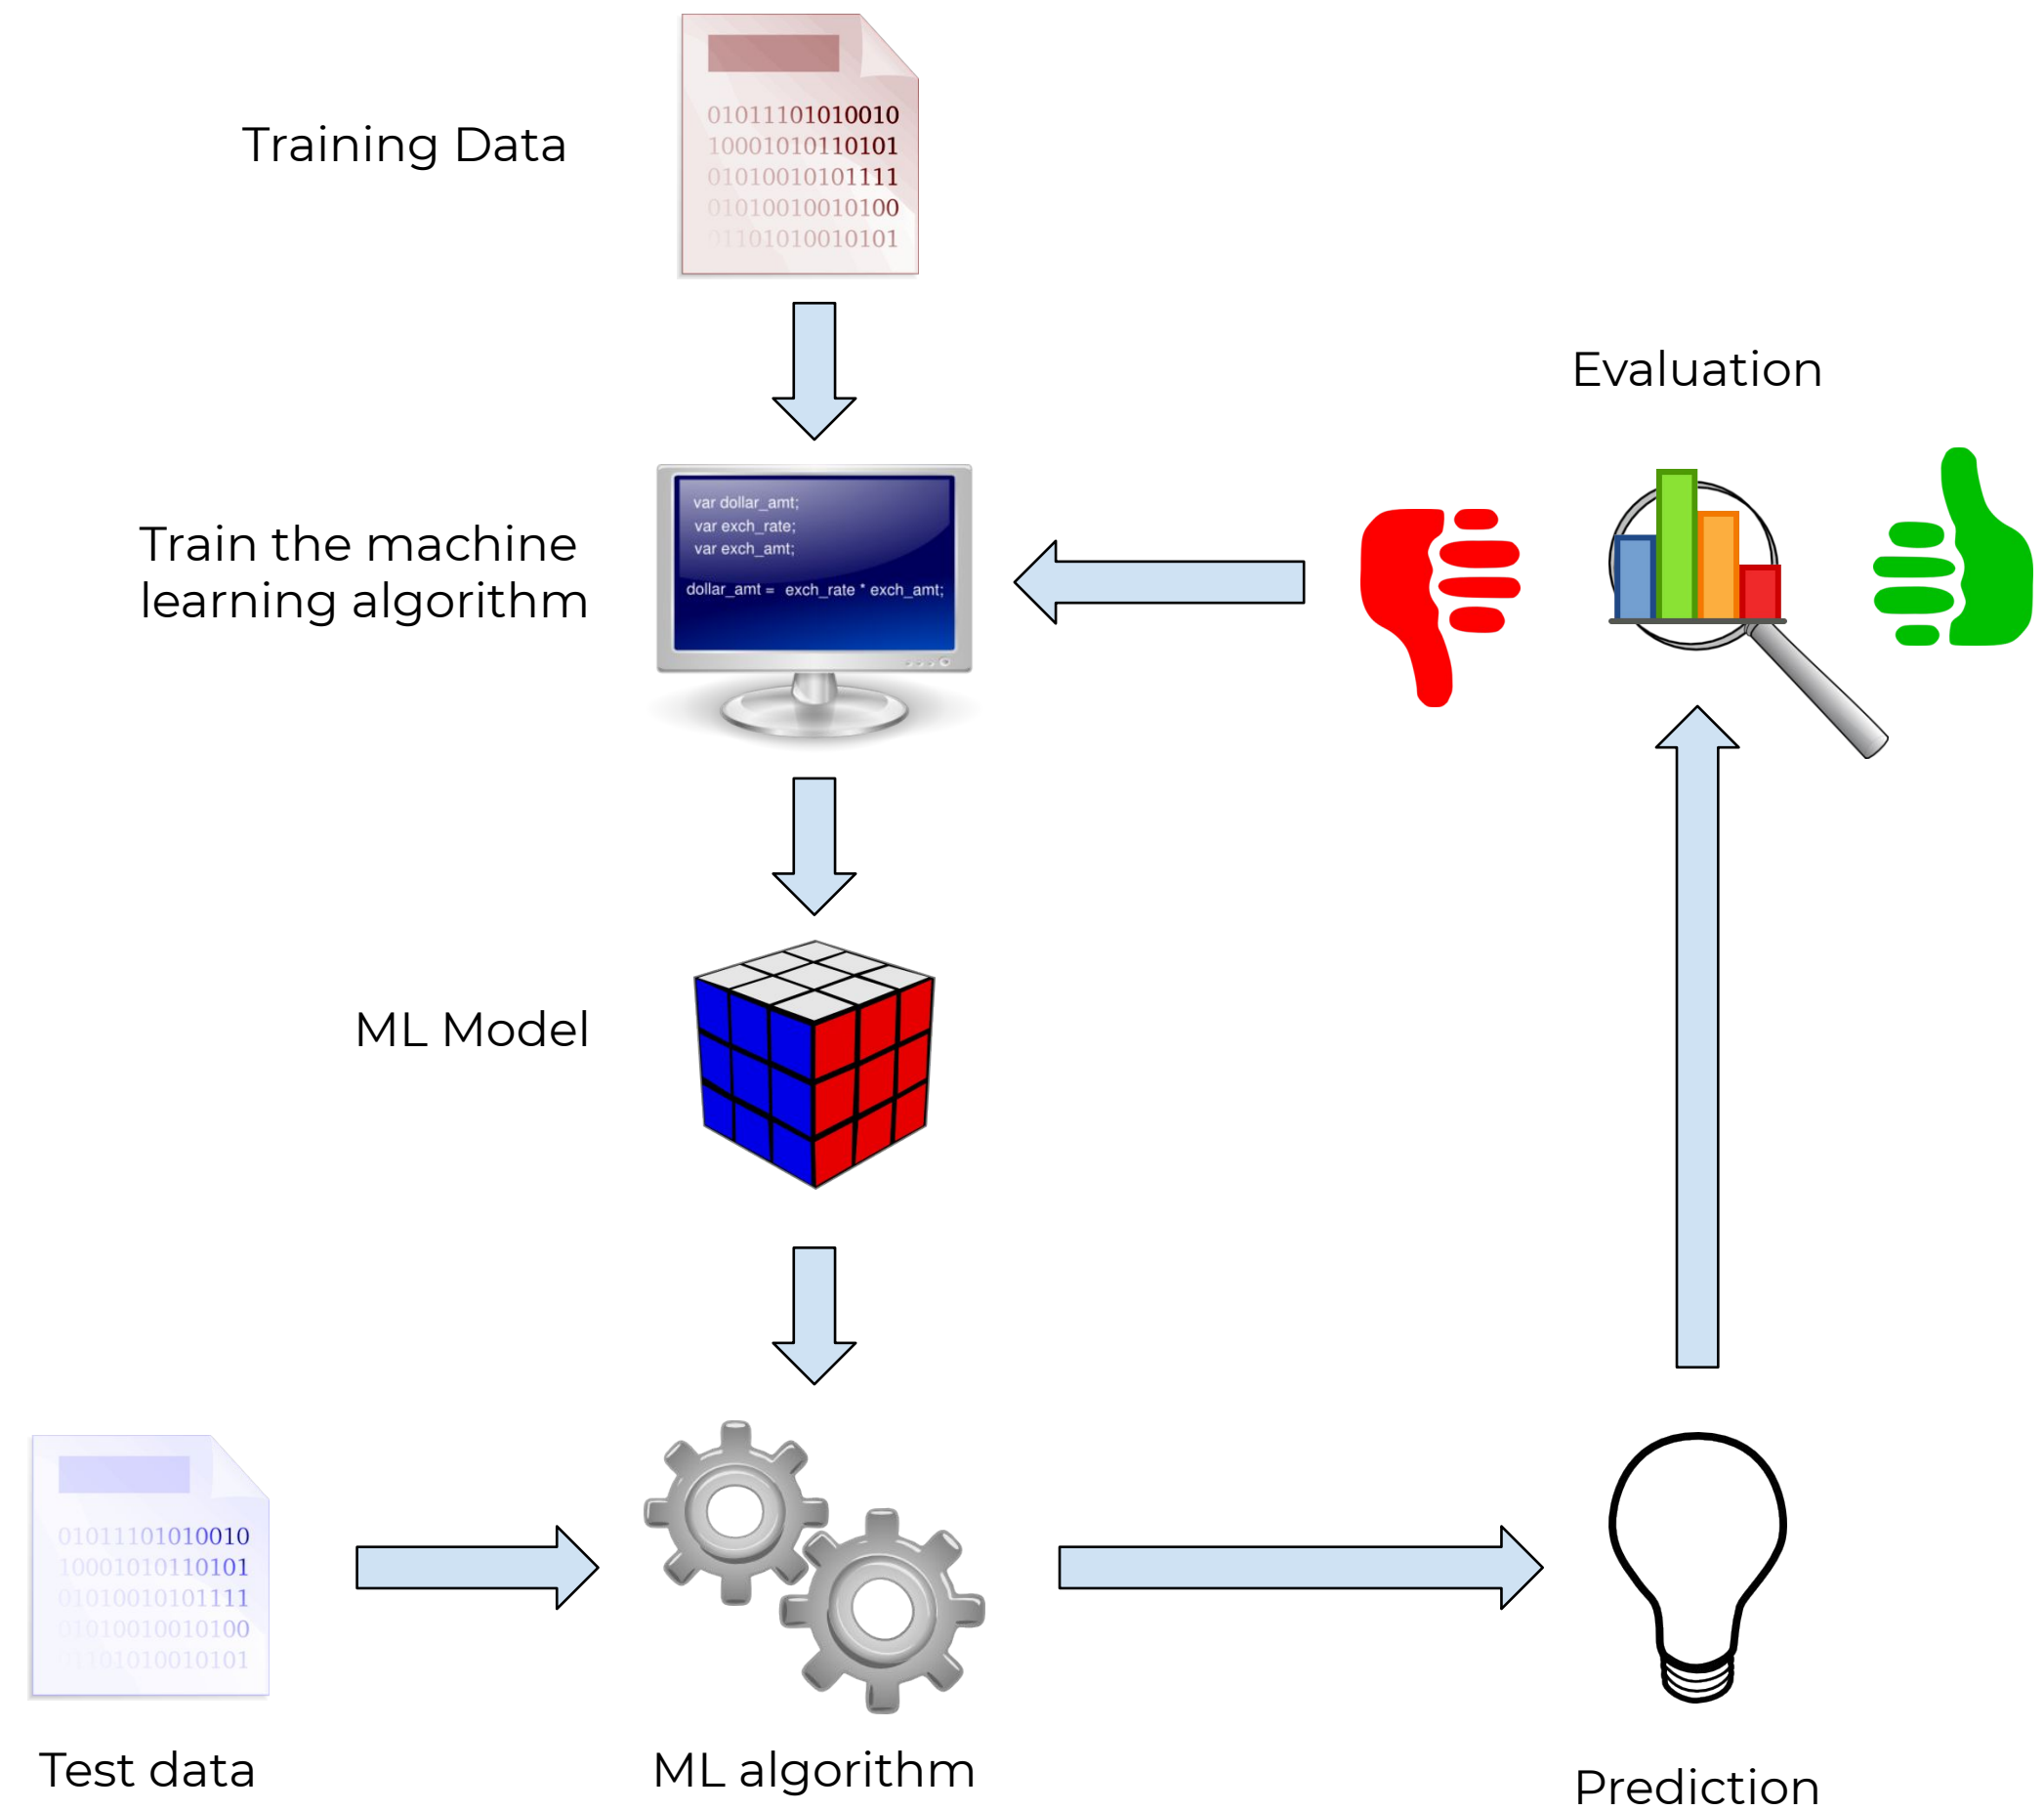 Training Data
01011101010010
10001010110101
01010010101111
01010010010100
01101010010101
Evaluation
Train the machine
learning algorithm
var dollar_amt;
var exch_rate;
var exch_amt;
dollar_amt = exch_rate * exch_amt;
ML Model
01011101010010
10001010110101
01010010101111
01010010010100
01101010010101
Test data
ML algorithm
Prediction